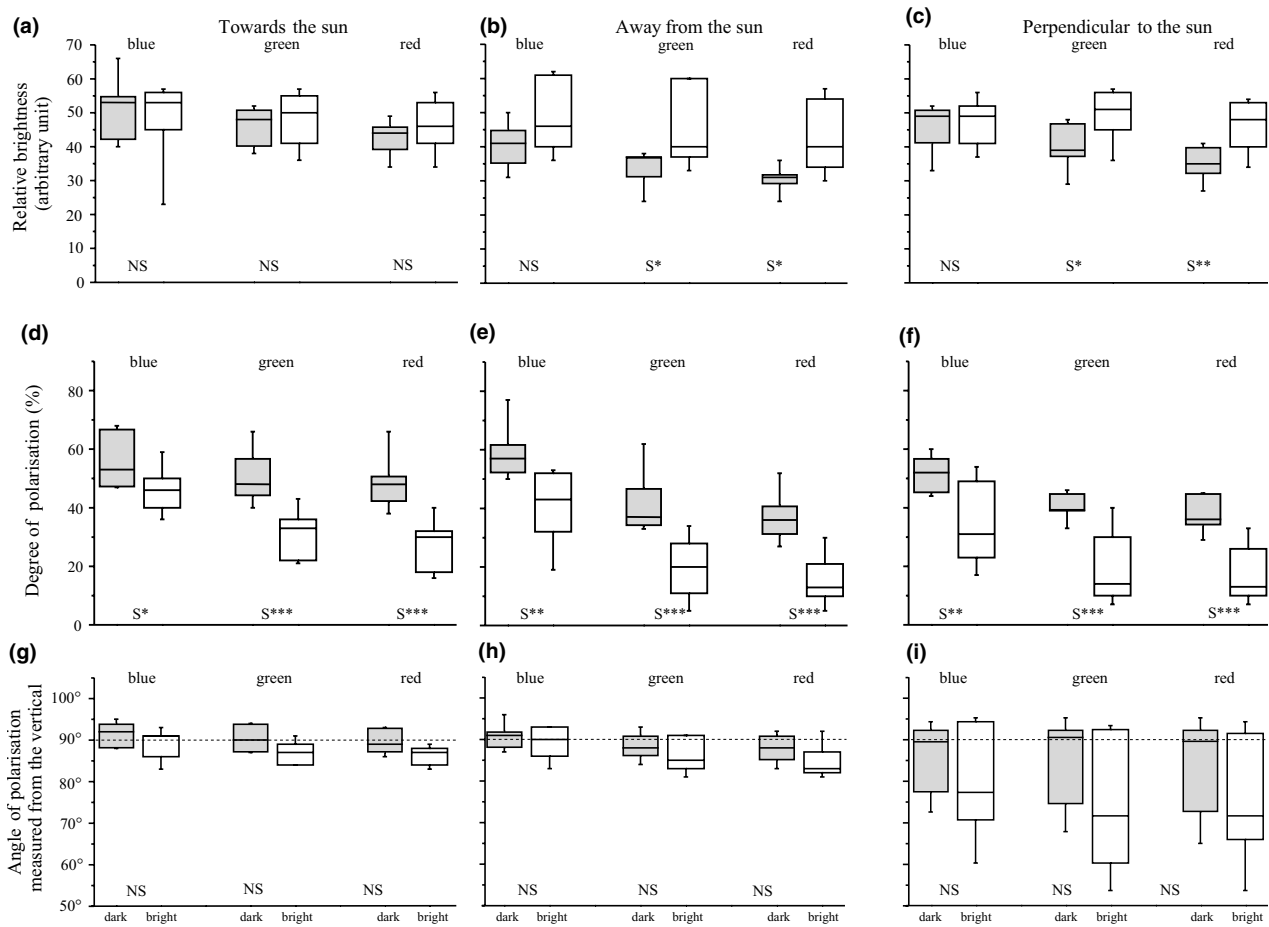 (a) Towards the sun (b) Away from the sun (c) Perpendicular to the sun
blue green red blue green red blue green red
Relative brightness
(arbitrary unit)
70
60
50
40
30
20
10
0
NS NS NS NS S* S* NS S* S**
(d) (e) (f)
blue green red blue green red blue green red
Degree of polarisation (%)
80
60
40
20
0
S* S*** S*** S** S*** S*** S** S*** S***
(g) (h) (i)
blue green red blue green red blue green red
Angle of polarisation
measured from the vertical
100°
90°
80°
70°
60°
50°
NS NS NS NS NS NS NS NS NS
dark bright dark bright dark bright dark bright dark bright dark bright dark bright dark bright dark bright